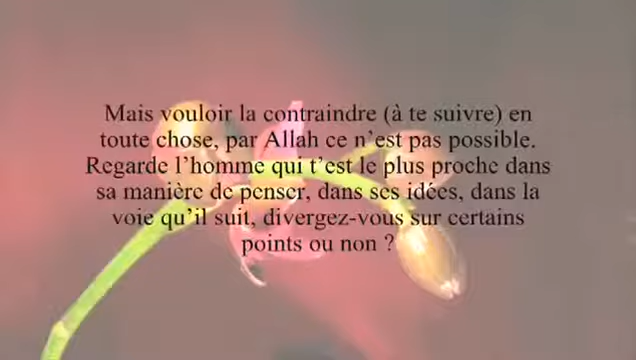 Mais vouloir la contraindre (à te suivre) en
toute chose, par Allah ce n'est pas possible.
Regarde l'homme qui t'est le plus proche dans
sa manière de penser, dans ses idées, dans la
voie qu'il suit, divergez-vous sur certains
points ou non ?